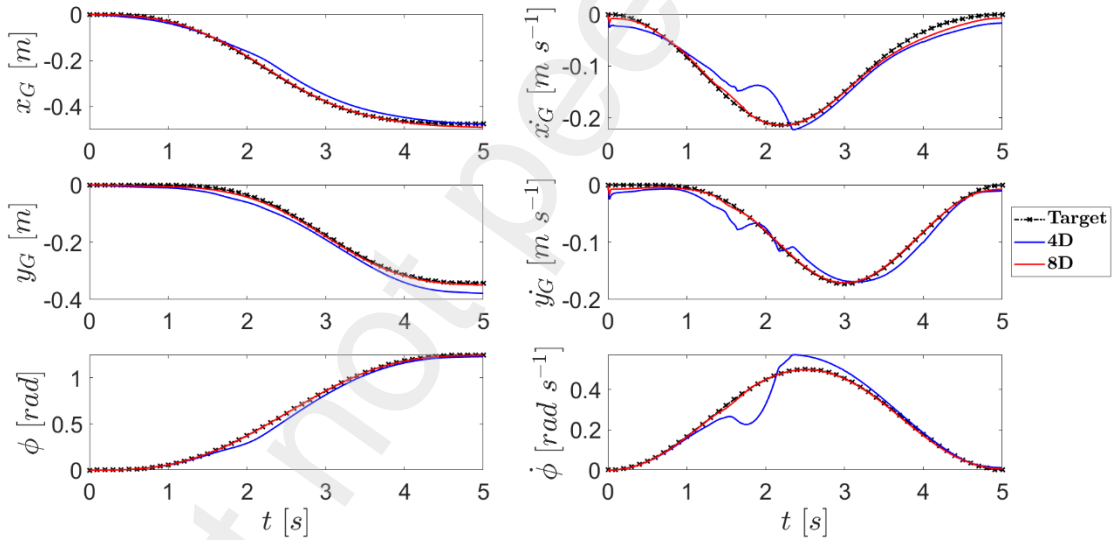 0
-0.2
-0.4
x_G [m]
0 1 2 3 4 5
0
-0.1
-0.2
ẋ_G [m s⁻¹]
0 1 2 3 4 5
0
-0.2
-0.4
y_G [m]
0 1 2 3 4 5
0
-0.1
-0.2
ẏ_G [m s⁻¹]
0 1 2 3 4 5
Target
4D
8D
1
0.5
0
ϕ [rad]
0 1 2 3 4 5
t [s]
0.4
0.2
0
ϕ̇ [rad s⁻¹]
0 1 2 3 4 5
t [s]
not pee